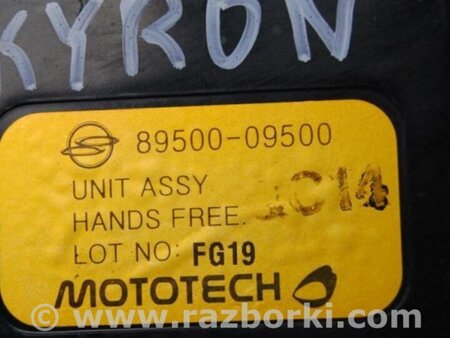 KYRON
89500-09500
UNIT ASSY
HANDS FREE.
LOT NO: FG19
MOTOTECH
© www.razborki.com